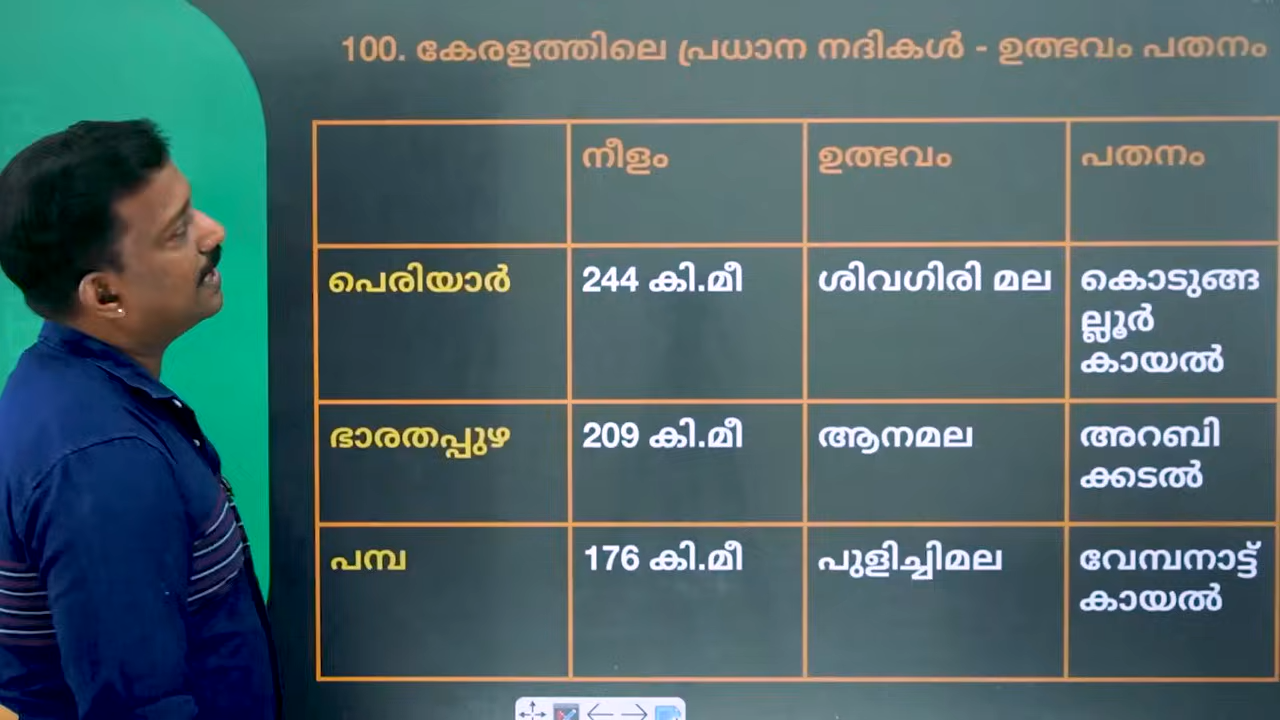 100. കേരളത്തിലെ പ്രധാന നദികൾ - ഉത്ഭവം പതനം
നീളം ഉത്ഭവം പതനം
പെരിയാർ 244 കി.മീ ശിവഗിരി മല കൊടുങ്ങ
ല്ലൂർ
കായൽ
ഭാരതപ്പുഴ 209 കി.മീ ആനമല അറബി
ക്കടൽ
പമ്പ 176 കി.മീ പുളിച്ചിമല വേമ്പനാട്ട്
കായൽ